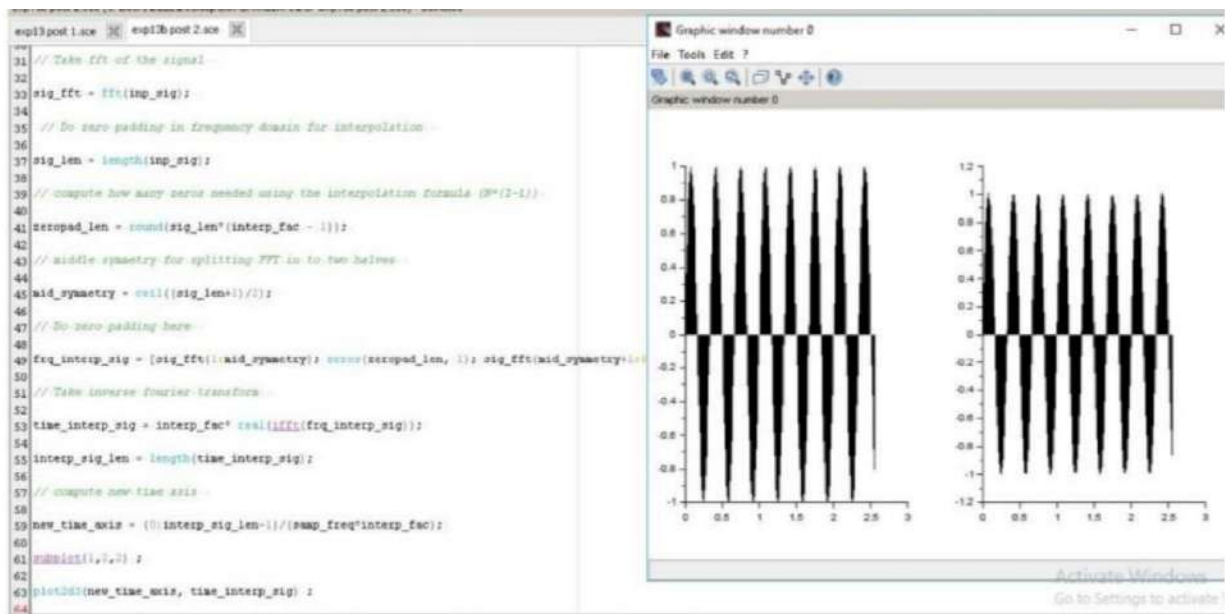 exp13 post 1.sce
exp13b post 2.sce
31 // Take fft of the signal
32
33 sig_fft = fft(inp_sig);
34
35 // Do zero padding in frequency domain for interpolation
36
37 sig_len = length(inp_sig);
38
39 // compute how many zeros needed using the interpolation formula (N*(I-1))
40
41 zeropad_len = round(sig_len*(interp_fac - 1));
42
43 // middle symmetry for splitting FFT in to two halves
44
45 mid_symmetry = ceil((sig_len+1)/2);
46
47 // Do zero padding here
48
49 frq_interp_sig = [sig_fft(1:mid_symmetry); zeros(zeropad_len, 1); sig_fft(mid_symmetry+1:
50
51 // Take inverse fourier transform
52
53 time_interp_sig = interp_fac* real(ifft(frq_interp_sig));
54
55 interp_sig_len = length(time_interp_sig);
56
57 // compute new time axis
58
59 new_time_axis = (0:interp_sig_len-1)/(samp_freq*interp_fac);
60
61 subplot(1,2,2) ;
62
63 plot2d3(new_time_axis, time_interp_sig) ;
64
Graphic window number 0
File Tools Edit ?
Graphic window number 0
1
0.8
0.6
0.4
0.2
0
-0.2
-0.4
-0.6
-0.8
-1
0 0.5 1 1.5 2 2.5 3
1.2
1
0.8
0.6
0.4
0.2
0
-0.2
-0.4
-0.6
-0.8
-1
-1.2
0 0.5 1 1.5 2 2.5 3
Activate Windows
Go to Settings to activate